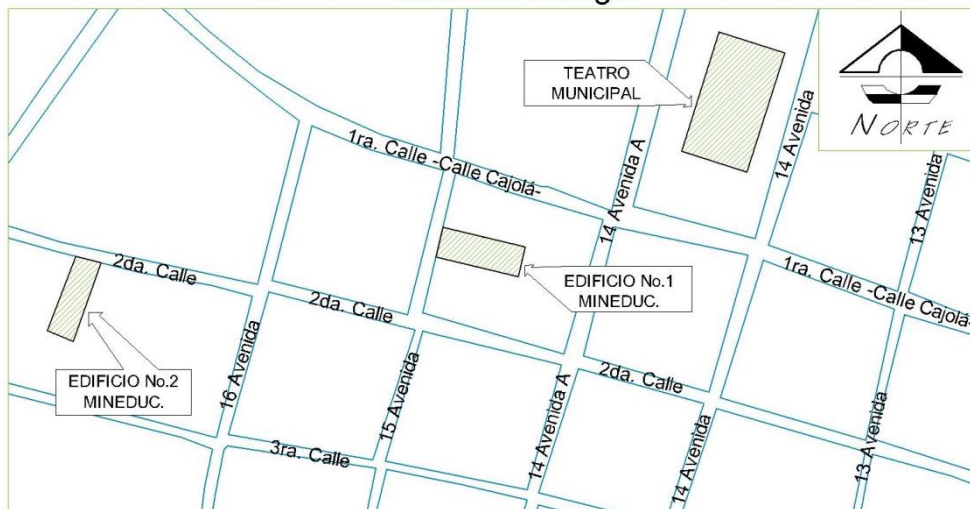 TEATRO
MUNICIPAL
NORTE
14 Avenida
13 Avenida
14 Avenida A
1ra. Calle -Calle Cajolá-
EDIFICIO No.1
MINEDUC.
1ra. Calle -Calle Cajolá-
2da. Calle
2da. Calle
2da. Calle
EDIFICIO No.2
MINEDUC.
16 Avenida
15 Avenida
14 Avenida A
14 Avenida
13 Avenida
3ra. Calle